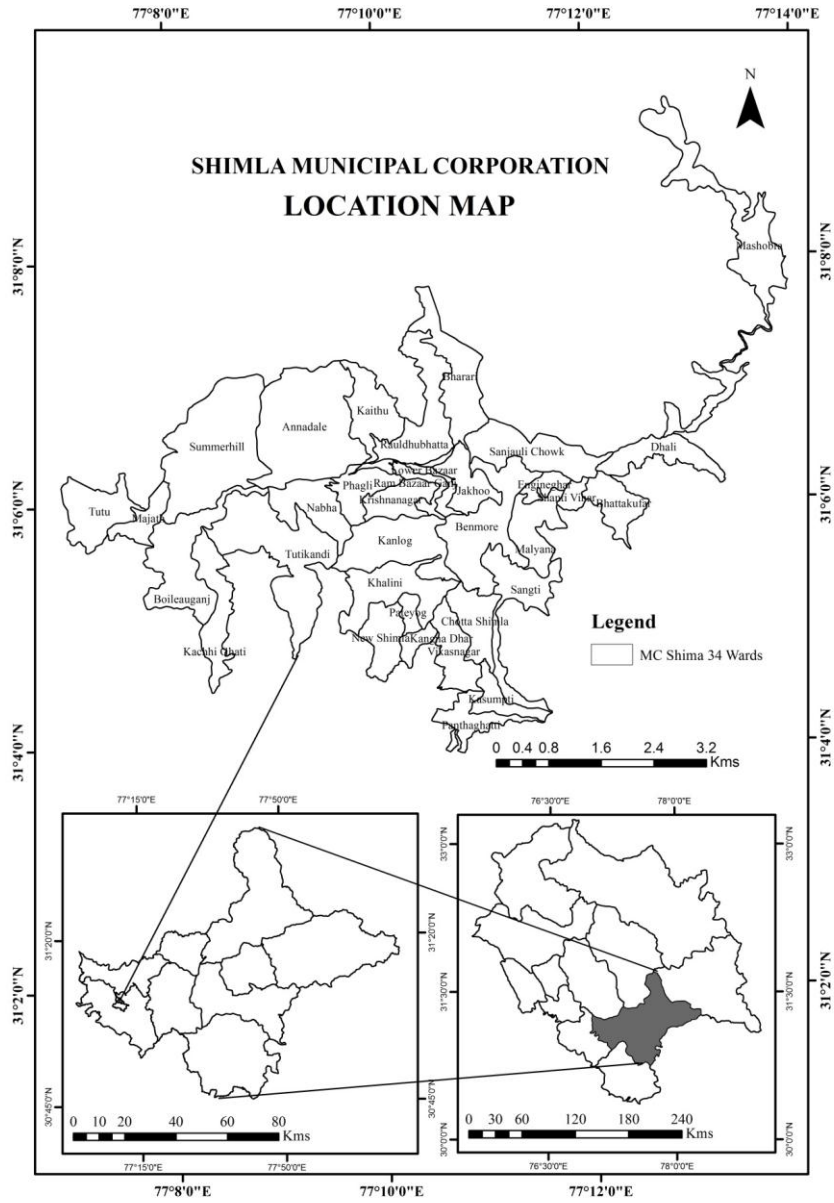 77°8'0"E 77°10'0"E 77°12'0"E 77°14'0"E
N
SHIMLA MUNICIPAL CORPORATION
LOCATION MAP
31°8'0"N
31°8'0"N
Mashobra
Bharari
Kaithu
Annadale
Summerhill
Rauldhubhatta
Sanjauli Chowk
Dhali
Lower Bazaar
Ram Bazaar Ganj
Phagli
Jakhoo
Engineghar
Shanti Vihar
Bhattakufar
Krishnanagar
Nabha
31°6'0"N
31°6'0"N
Tutu
Majath
Benmore
Kanlog
Malyana
Tutikandi
Khalini
Sangti
Boileauganj
Pateyog
Chotta Shimla
New Shimla
Kangna Dhar
Vikasnagar
Kachhi Ghati
Legend
MC Shima 34 Wards
Kasumpti
Panthaghatti
31°4'0"N
31°4'0"N
0 0.4 0.8 1.6 2.4 3.2
Kms
77°15'0"E 77°50'0"E
76°30'0"E 78°0'0"E
33°0'0"N
33°0'0"N
31°20'0"N
31°20'0"N
31°2'0"N
31°30'0"N
31°30'0"N
31°2'0"N
30°45'0"N
30°45'0"N
30°0'0"N
30°0'0"N
0 10 20 40 60 80
Kms
0 30 60 120 180 240
Kms
77°15'0"E 77°50'0"E
76°30'0"E 78°0'0"E
77°8'0"E 77°10'0"E 77°12'0"E 77°14'0"E